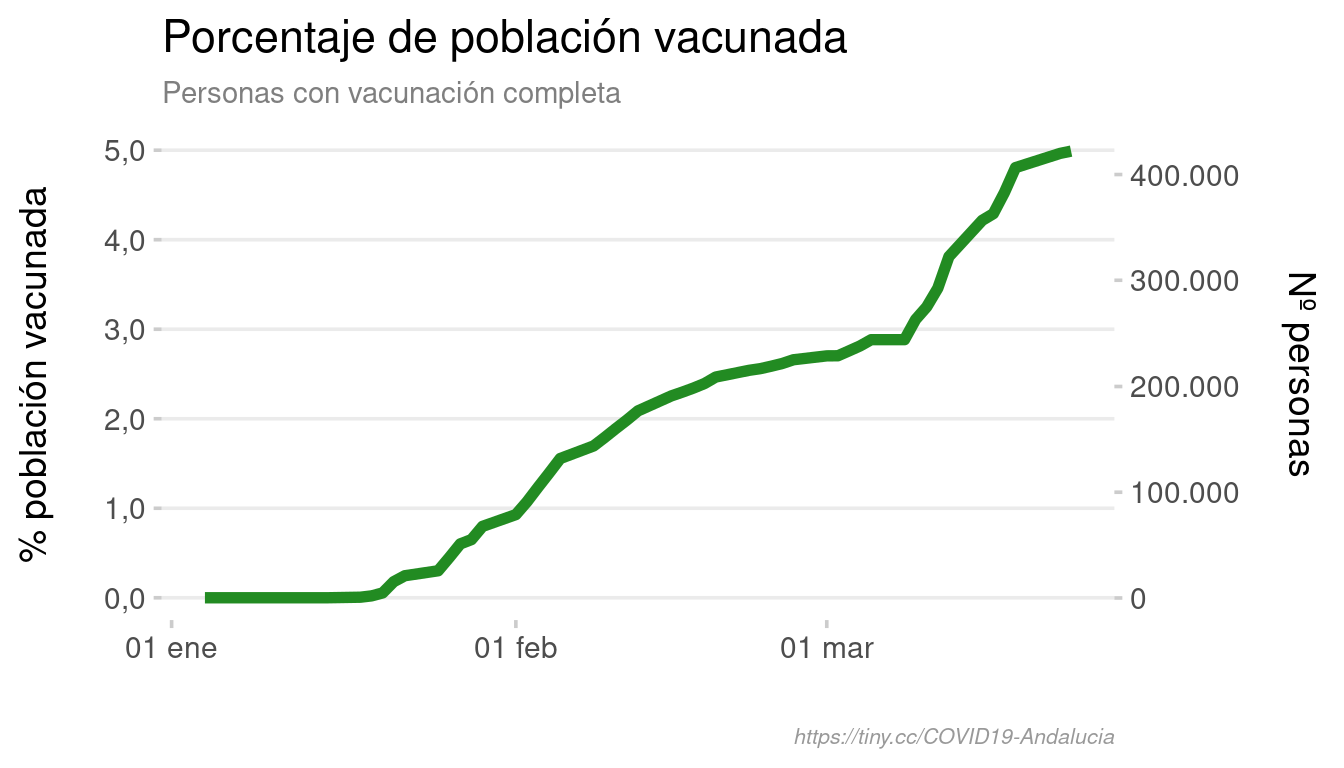 Porcentaje de población vacunada
Personas con vacunación completa
% población vacunada
5,0
4,0
3,0
2,0
1,0
0,0
400.000
300.000
200.000
100.000
0
Nº personas
01 ene
01 feb
01 mar
https://tiny.cc/COVID19-Andalucia